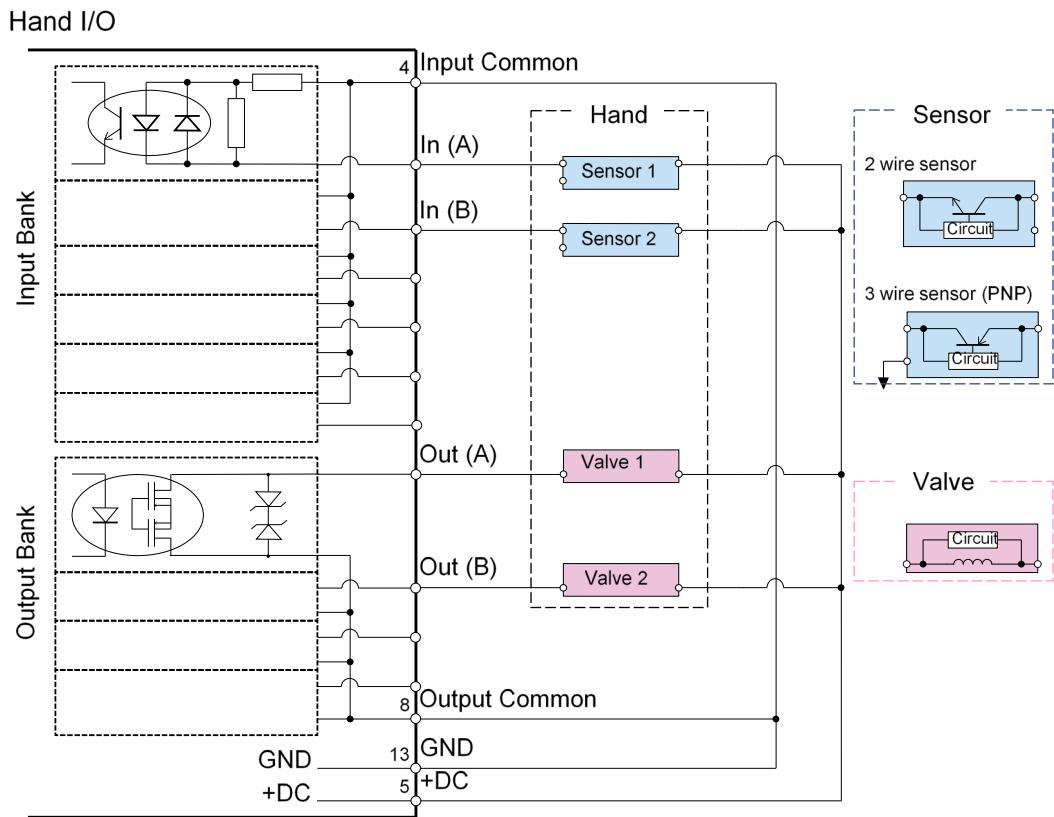 Hand I/O
4
Input Common
Hand
Sensor
In (A)
Sensor 1
2 wire sensor
Input Bank
In (B)
Sensor 2
Circuit
3 wire sensor (PNP)
Circuit
Out (A)
Valve 1
Valve
Output Bank
Circuit
Out (B)
Valve 2
8
Output Common
GND
13
GND
+DC
5
+DC